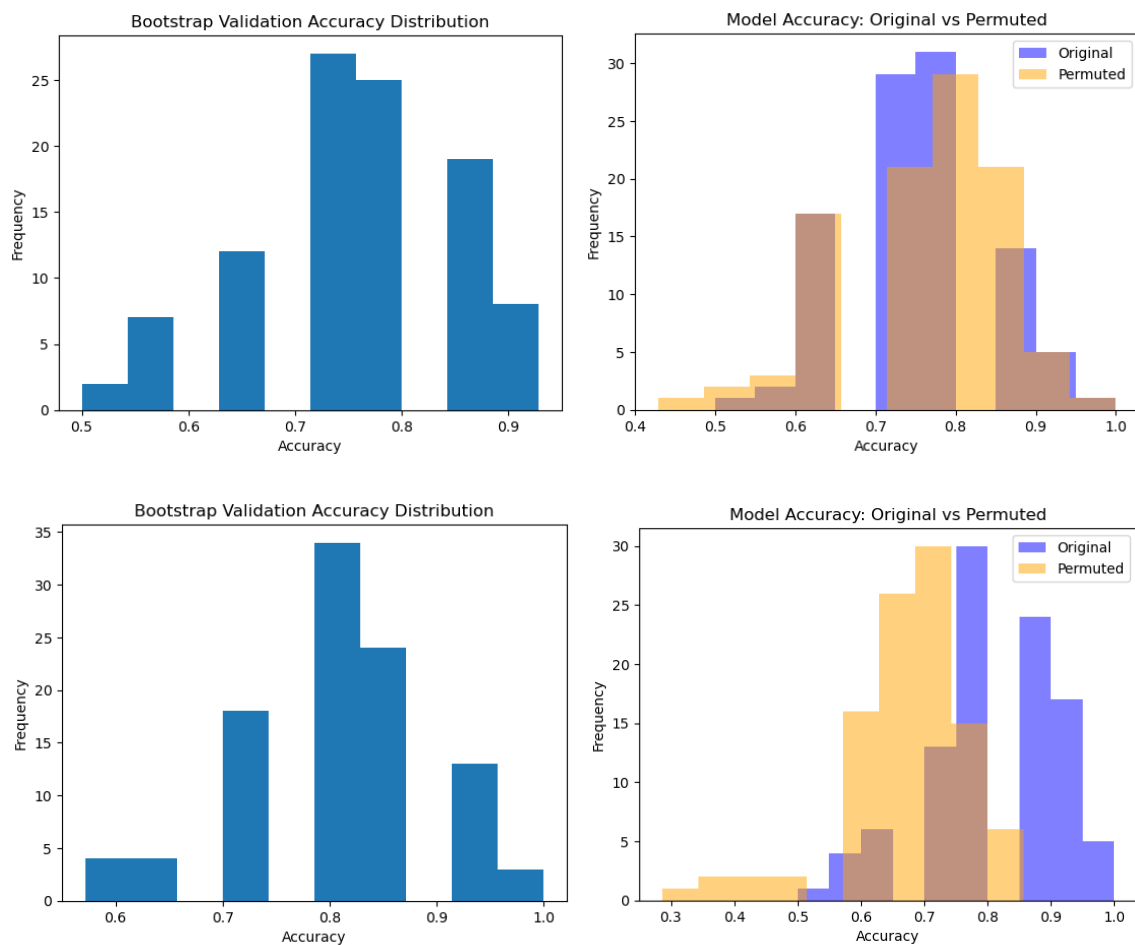 Bootstrap Validation Accuracy Distribution
Frequency
25
20
15
10
5
0
0.5 0.6 0.7 0.8 0.9
Accuracy
Model Accuracy: Original vs Permuted
Original
Permuted
Frequency
30
25
20
15
10
5
0
0.4 0.5 0.6 0.7 0.8 0.9 1.0
Accuracy
Bootstrap Validation Accuracy Distribution
Frequency
35
30
25
20
15
10
5
0
0.6 0.7 0.8 0.9 1.0
Accuracy
Model Accuracy: Original vs Permuted
Original
Permuted
Frequency
30
25
20
15
10
5
0
0.3 0.4 0.5 0.6 0.7 0.8 0.9 1.0
Accuracy